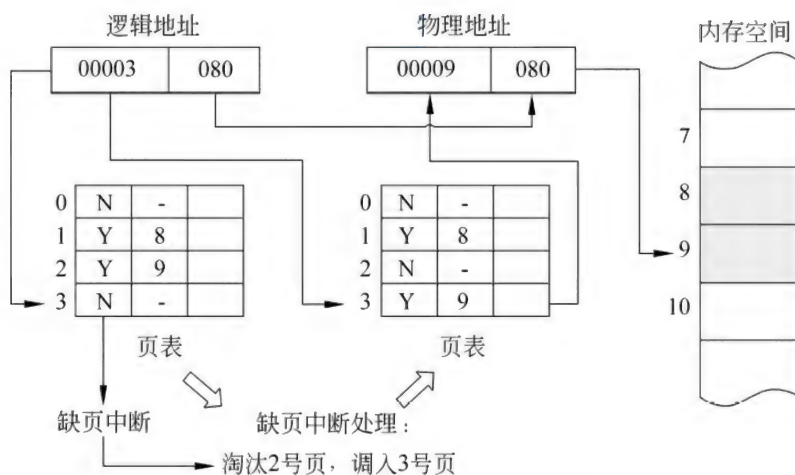 逻辑地址 物理地址 内存空间
00003 080 00009 080
7
0 N - 0 N - 8
1 Y 8 1 Y 8
2 Y 9 2 N - 9
3 N - 3 Y 9 10
页表 页表
缺页中断 缺页中断处理：
淘汰2号页，调入3号页